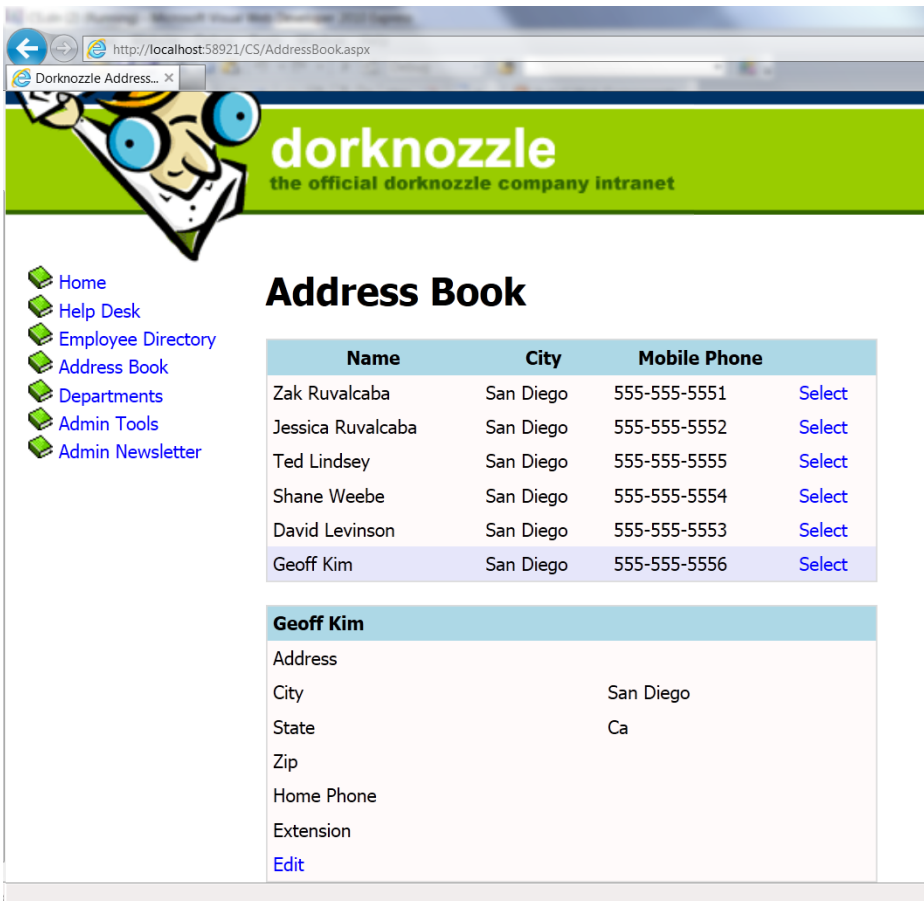 http://localhost:58921/CS/AddressBook.aspx
Dorknozzle Address... ×
dorknozzle
the official dorknozzle company intranet
Home
Help Desk
Employee Directory
Address Book
Departments
Admin Tools
Admin Newsletter
Address Book
Name City Mobile Phone
Zak Ruvalcaba San Diego 555-555-5551 Select
Jessica Ruvalcaba San Diego 555-555-5552 Select
Ted Lindsey San Diego 555-555-5555 Select
Shane Weebe San Diego 555-555-5554 Select
David Levinson San Diego 555-555-5553 Select
Geoff Kim San Diego 555-555-5556 Select
Geoff Kim
Address
City San Diego
State Ca
Zip
Home Phone
Extension
Edit